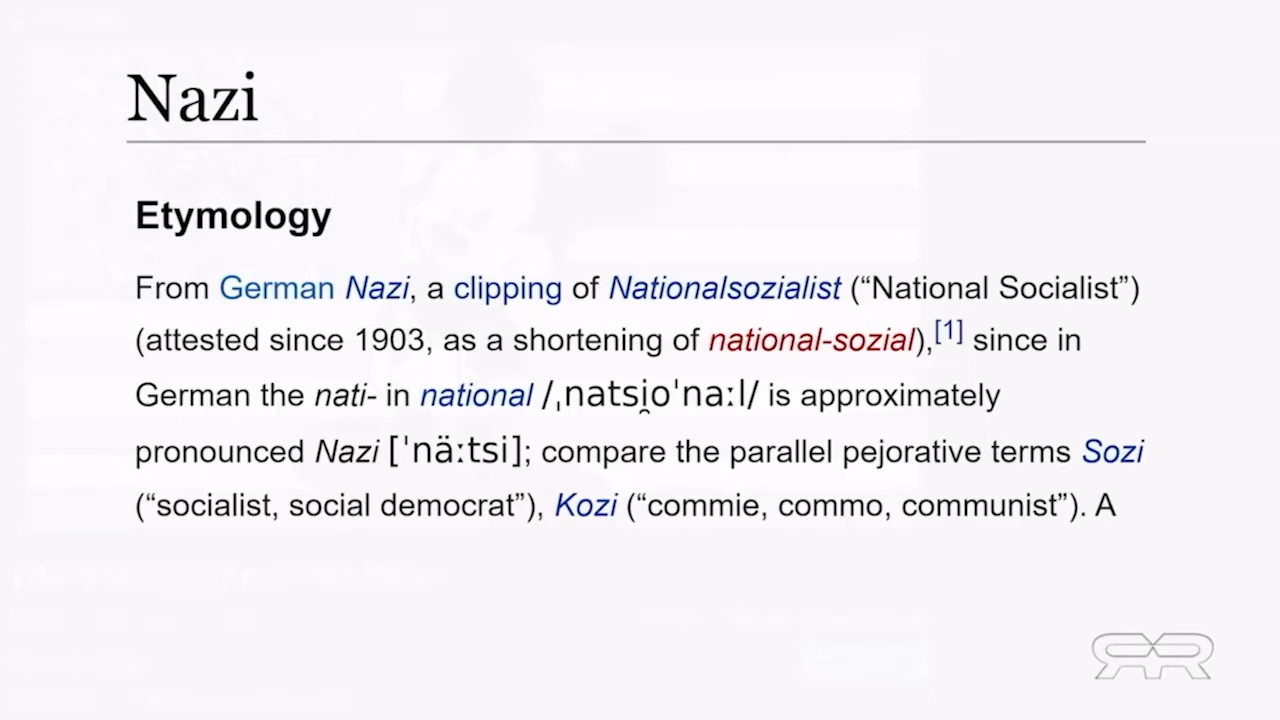 Nazi
Etymology
From German Nazi, a clipping of Nationalsozialist (“National Socialist”)
(attested since 1903, as a shortening of national-sozial),[1] since in
German the nati- in national /ˌnatsi̯oˈnaːl/ is approximately
pronounced Nazi [ˈnäːtsi]; compare the parallel pejorative terms Sozi
(“socialist, social democrat”), Kozi (“commie, commo, communist”). A